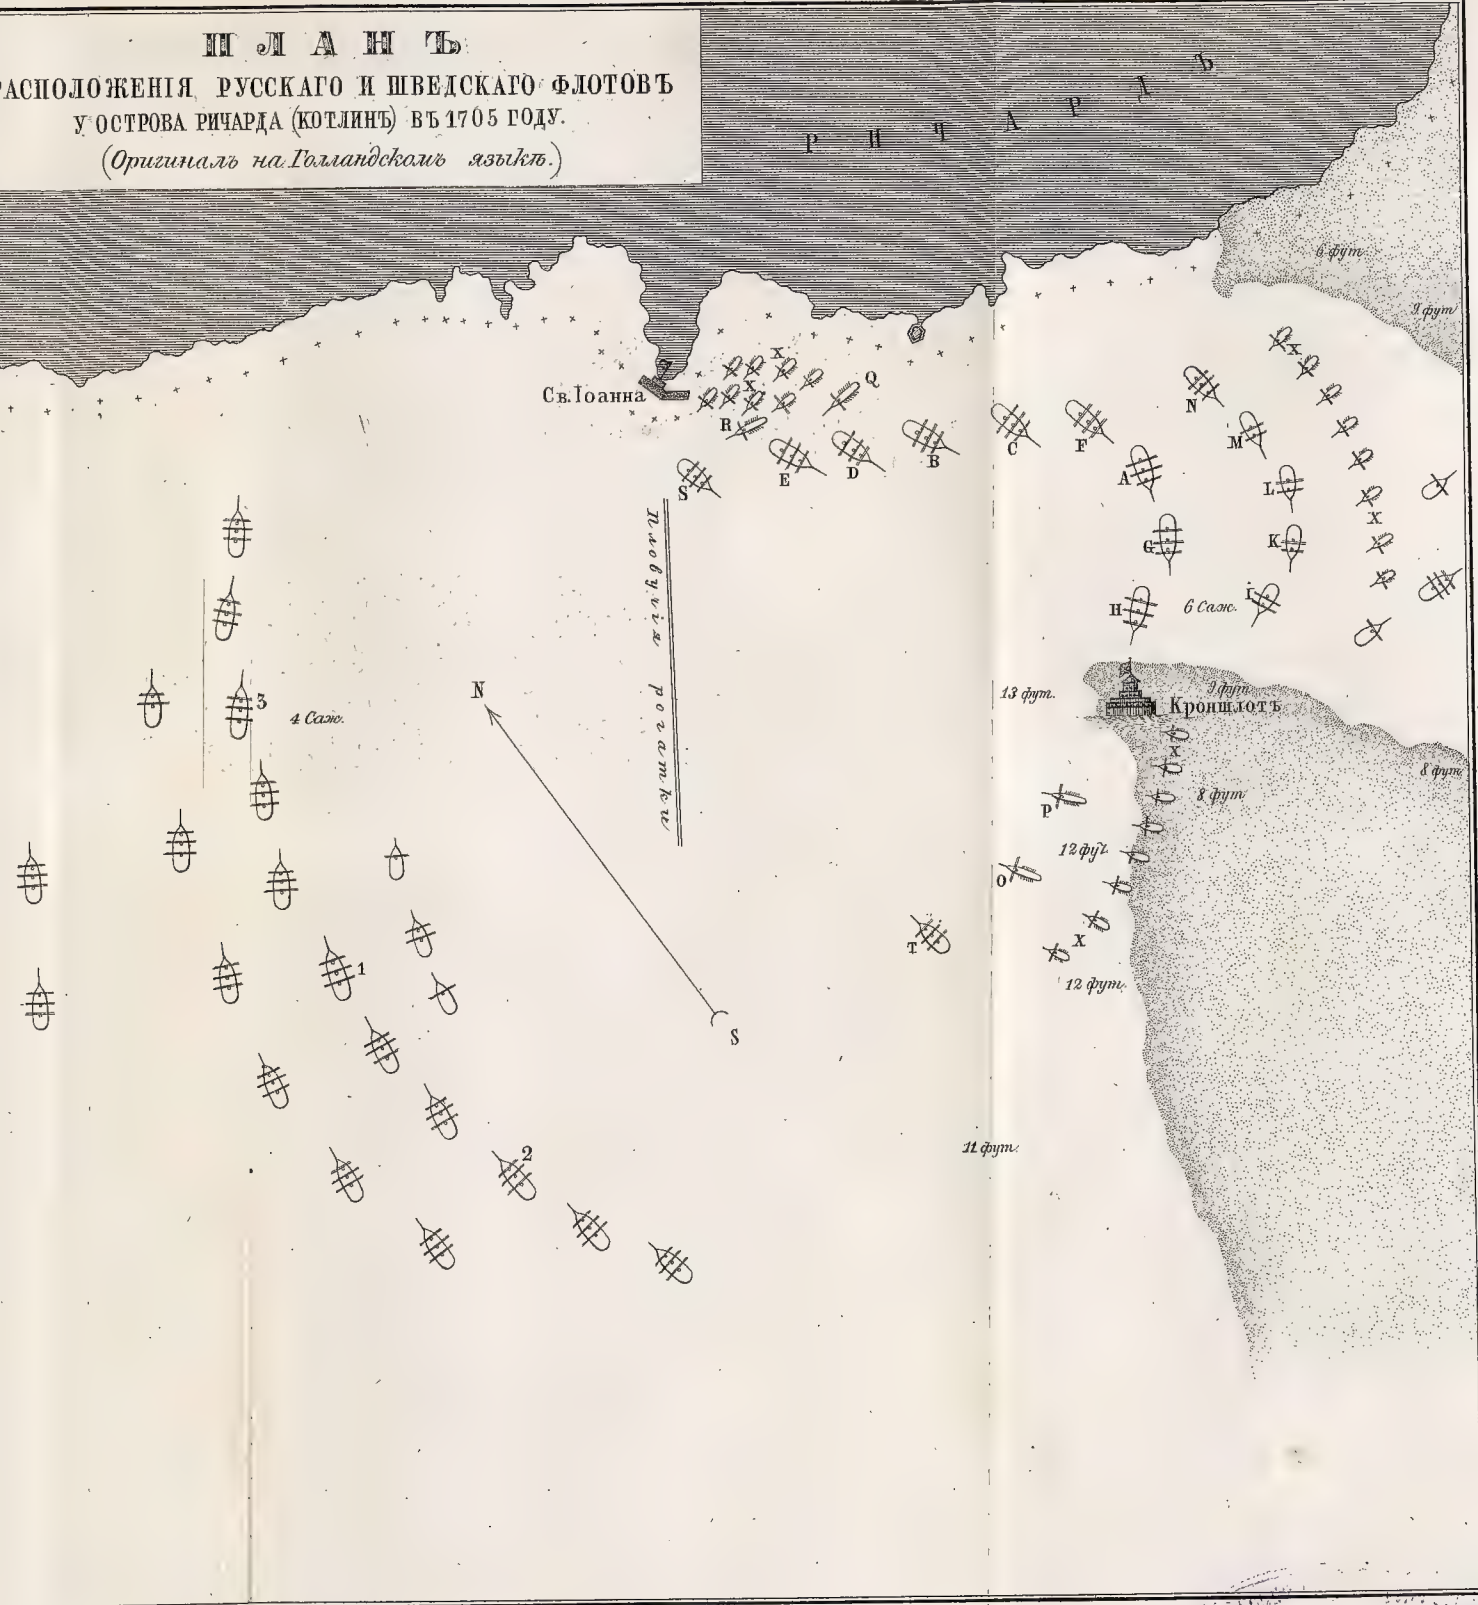 ПЛАНЪ
РАСПОЛОЖЕНІЯ РУССКАГО И ШВЕДСКАГО ФЛОТОВЪ
У ОСТРОВА РИЧАРДА (КОТЛИНЪ) ВЪ 1705 ГОДУ.
(Оригиналъ на Голландскомъ языкѣ.)
РИЧАРДЪ
6 фут
9 фут
Св. Іоанна
X
X
Q
R
S
E
D
B
C
F
A
N
M
L
K
G
H
I
X
X
6 Саж.
Пловучія рогатки
N
S
3
4 Саж.
13 фут.
9 фут
Кроншлотъ
X
8 фут
8 фут
P
12 фут.
O
T
X
12 фут.
1
2
11 фут.